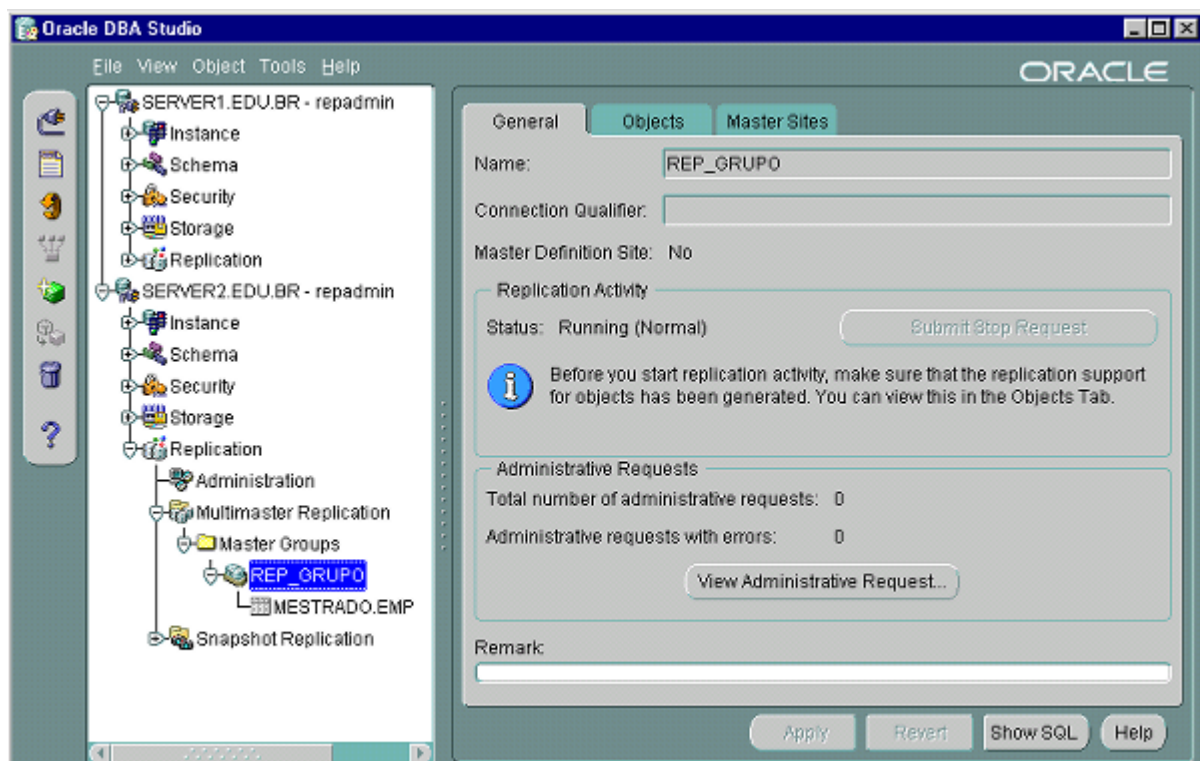 Oracle DBA Studio
File View Object Tools Help
ORACLE
SERVER1.EDU.BR - repadmin
Instance
Schema
Security
Storage
Replication
SERVER2.EDU.BR - repadmin
Instance
Schema
Security
Storage
Replication
Administration
Multimaster Replication
Master Groups
REP_GRUPO
MESTRADO.EMP
Snapshot Replication
General Objects Master Sites
Name: REP_GRUPO
Connection Qualifier:
Master Definition Site: No
Replication Activity
Status: Running (Normal) Submit Stop Request
Before you start replication activity, make sure that the replication support
for objects has been generated. You can view this in the Objects Tab.
Administrative Requests
Total number of administrative requests: 0
Administrative requests with errors: 0
View Administrative Request...
Remark:
Apply Revert Show SQL Help